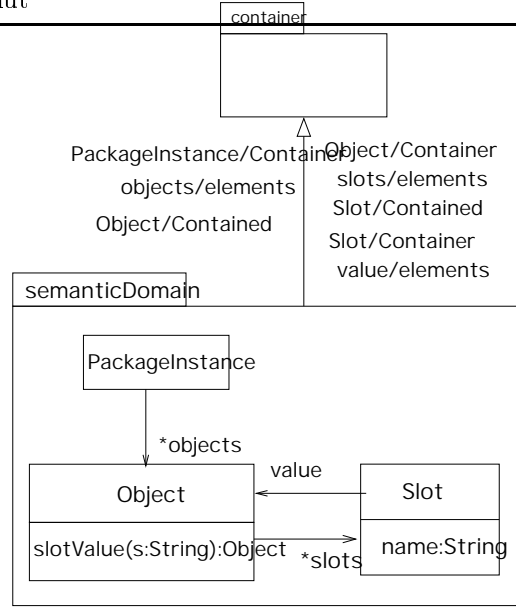 container
PackageInstance/Container
objects/elements
Object/Contained
Object/Container
slots/elements
Slot/Contained
Slot/Container
value/elements
semanticDomain
PackageInstance
*objects
value
Object
Slot
slotValue(s:String):Object
*slots
name:String